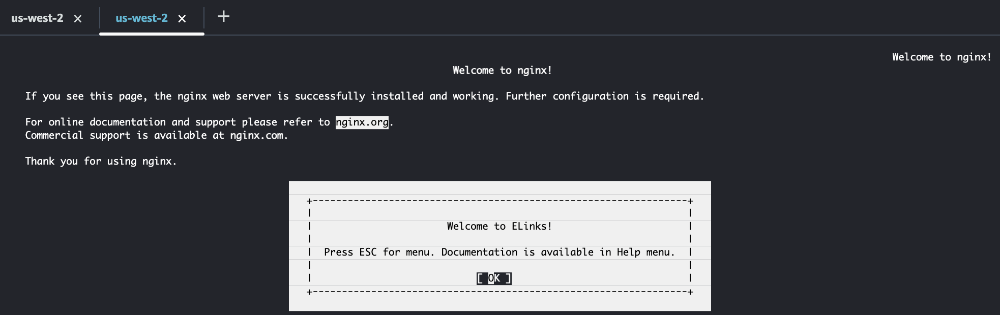 us-west-2 × us-west-2 × +
Welcome to nginx!
Welcome to nginx!
If you see this page, the nginx web server is successfully installed and working. Further configuration is required.
For online documentation and support please refer to nginx.org.
Commercial support is available at nginx.com.
Thank you for using nginx.
Welcome to ELinks!
Press ESC for menu. Documentation is available in Help menu.
[ OK ]